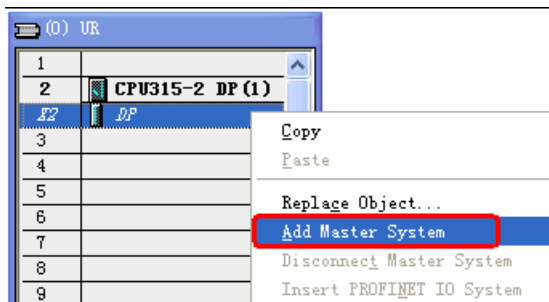 (0) UR
1
2 CPU315-2 DP(1)
X2 DP
3
4
5
6
7
8
9
Copy
Paste
Replace Object...
Add Master System
Disconnect Master System
Insert PROFINET IO System